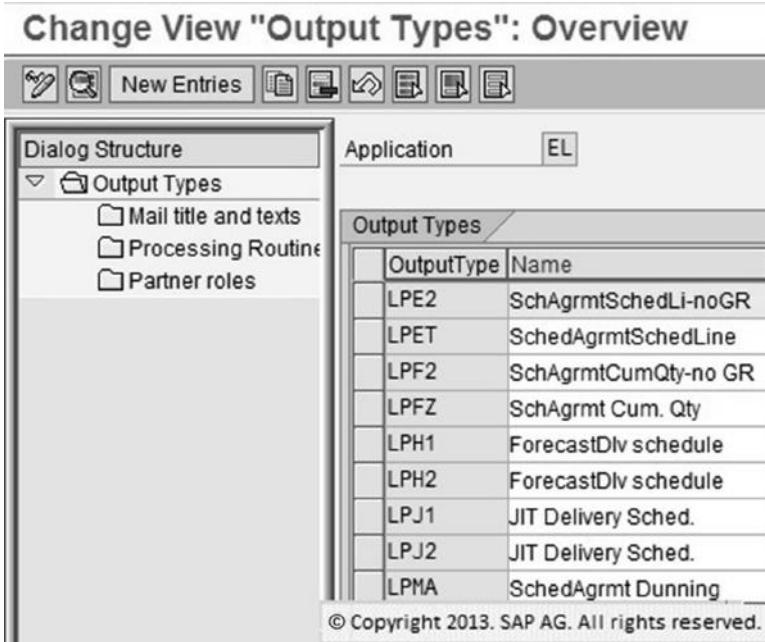 Change View "Output Types": Overview
New Entries
Dialog Structure
Output Types
Mail title and texts
Processing Routine
Partner roles
Application EL
Output Types
OutputType Name
LPE2 SchAgrmtSchedLi-noGR
LPET SchedAgrmtSchedLine
LPF2 SchAgrmtCumQty-no GR
LPFZ SchAgrmt Cum. Qty
LPH1 ForecastDlv schedule
LPH2 ForecastDlv schedule
LPJ1 JIT Delivery Sched.
LPJ2 JIT Delivery Sched.
LPMA SchedAgrmt Dunning
© Copyright 2013. SAP AG. All rights reserved.